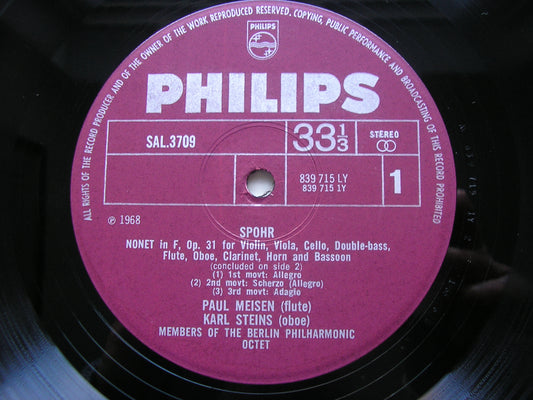 ALL RIGHTS OF THE RECORD PRODUCER AND OF THE OWNER OF THE WORK REPRODUCED RESERVED. COPYING, PUBLIC PERFORMANCE AND BROADCASTING OF THIS RECORD PROHIBITED
PHILIPS
PHILIPS
SAL.3709
33 1/3
STEREO
839 715 LY
839 715 1Y
1
℗ 1968
SPOHR
NONET in F, Op. 31 for Violin, Viola, Cello, Double-bass,
Flute, Oboe, Clarinet, Horn and Bassoon
(concluded on side 2)
(1) 1st movt: Allegro
(2) 2nd movt: Scherzo (Allegro)
(3) 3rd movt: Adagio
PAUL MEISEN (flute)
KARL STEINS (oboe)
MEMBERS OF THE BERLIN PHILHARMONIC
OCTET